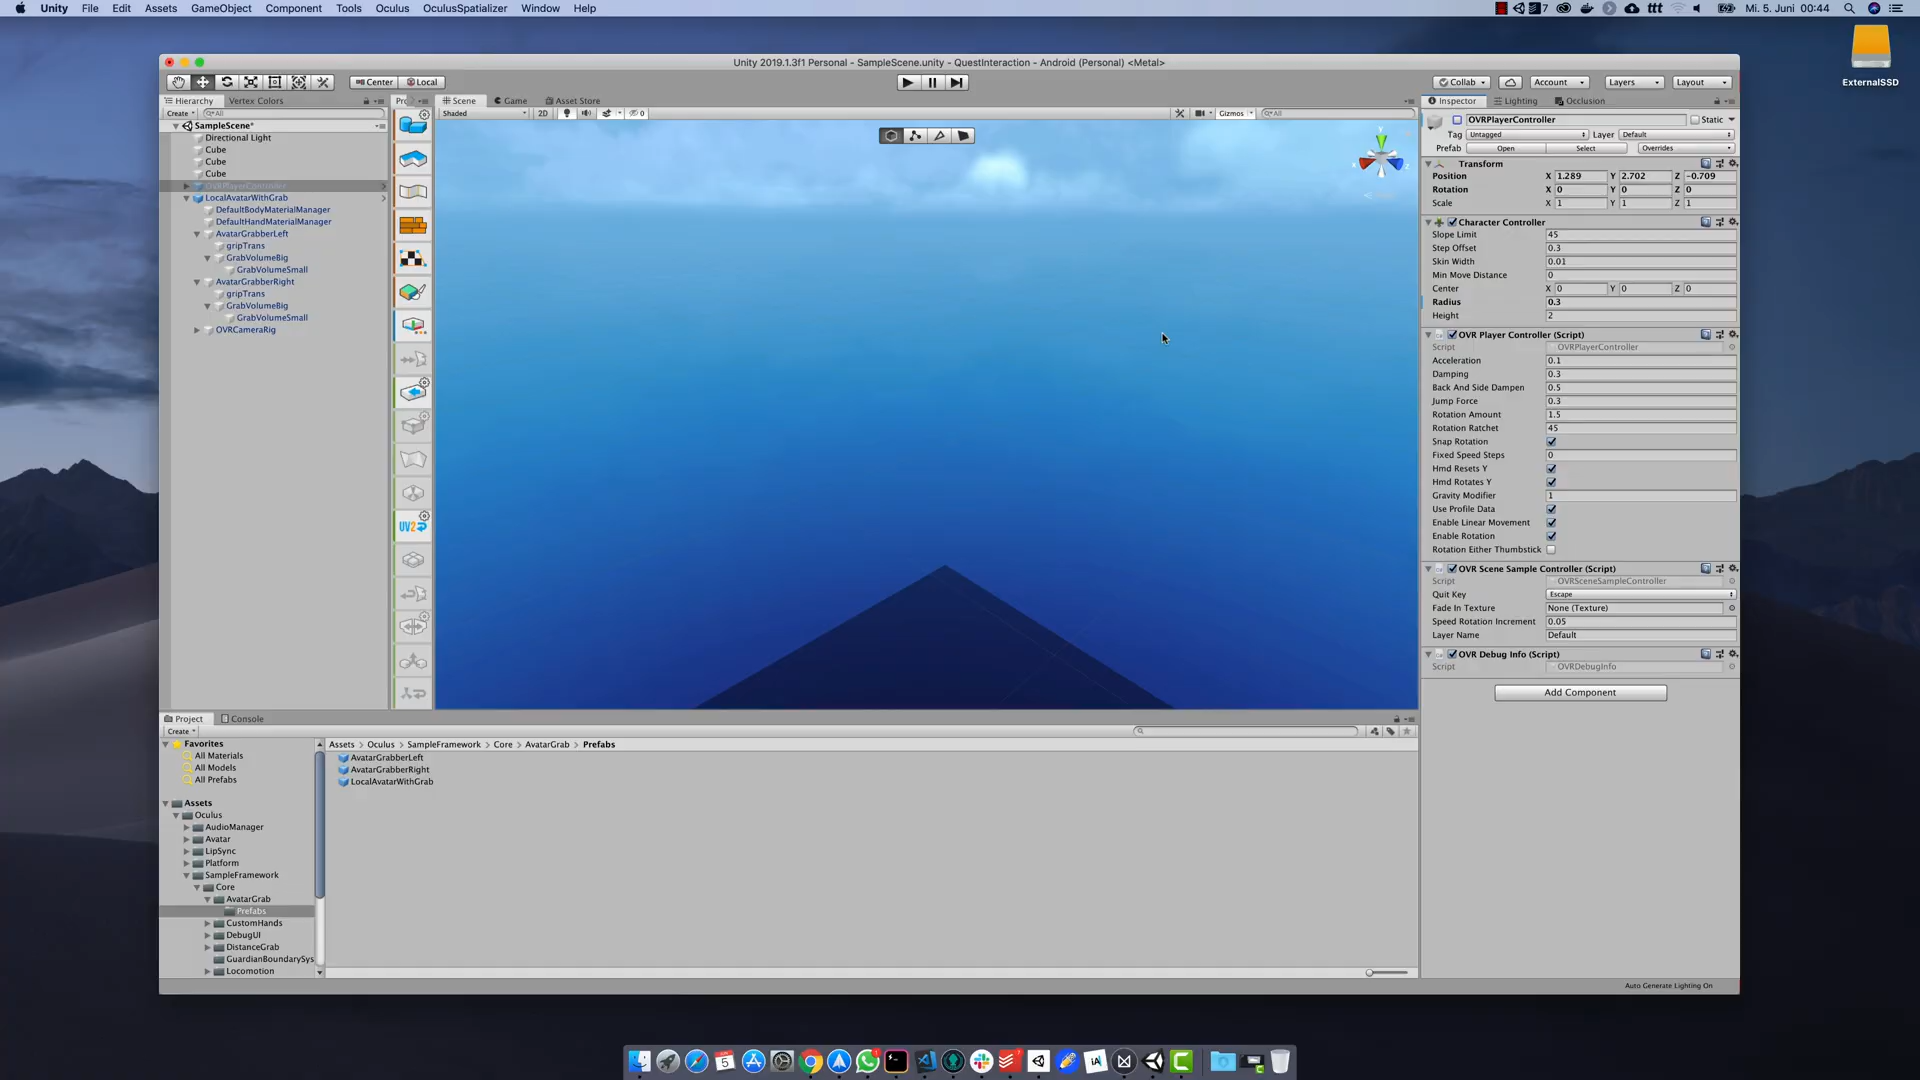 Unity File Edit Assets GameObject Component Tools Oculus OculusSpatializer Window Help
7 Mi. 5. Juni 00:44
ExternalSSD
Unity 2019.1.3f1 Personal - SampleScene.unity - QuestInteraction - Android (Personal) <Metal>
Center Local
Collab Account Layers Layout
Hierarchy Vertex Colors
Create All
SampleScene*
Directional Light
Cube
Cube
Cube
OVRPlayerController
LocalAvatarWithGrab
DefaultBodyMaterialManager
DefaultHandMaterialManager
AvatarGrabberLeft
gripTrans
GrabVolumeBig
GrabVolumeSmall
AvatarGrabberRight
gripTrans
GrabVolumeBig
GrabVolumeSmall
OVRCameraRig
UV2
Scene Game Asset Store
Shaded 2D 0 Gizmos All
Inspector Lighting Occlusion
OVRPlayerController Static
Tag Untagged Layer Default
Prefab Open Select Overrides
Transform
Position X 1.289 Y 2.702 Z -0.709
Rotation X 0 Y 0 Z 0
Scale X 1 Y 1 Z 1
Character Controller
Slope Limit 45
Step Offset 0.3
Skin Width 0.01
Min Move Distance 0
Center X 0 Y 0 Z 0
Radius 0.3
Height 2
OVR Player Controller (Script)
Script OVRPlayerController
Acceleration 0.1
Damping 0.3
Back And Side Dampen 0.5
Jump Force 0.3
Rotation Amount 1.5
Rotation Ratchet 45
Snap Rotation
Fixed Speed Steps 0
Hmd Resets Y
Hmd Rotates Y
Gravity Modifier 1
Use Profile Data
Enable Linear Movement
Enable Rotation
Rotation Either Thumbstick
OVR Scene Sample Controller (Script)
Script OVRSceneSampleController
Quit Key Escape
Fade In Texture None (Texture)
Speed Rotation Increment 0.05
Layer Name Default
OVR Debug Info (Script)
Script OVRDebugInfo
Add Component
Project Console
Create
Favorites
All Materials
All Models
All Prefabs
Assets
Oculus
AudioManager
Avatar
LipSync
Platform
SampleFramework
Core
AvatarGrab
Prefabs
CustomHands
DebugUI
DistanceGrab
GuardianBoundarySys
Locomotion
Assets > Oculus > SampleFramework > Core > AvatarGrab > Prefabs
AvatarGrabberLeft
AvatarGrabberRight
LocalAvatarWithGrab
Auto Generate Lighting On